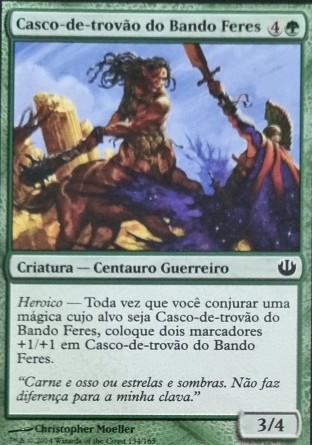 Casco-de-trovão do Bando Feres 4
Criatura — Centauro Guerreiro
Heroico — Toda vez que você conjurar uma
mágica cujo alvo seja Casco-de-trovão do
Bando Feres, coloque dois marcadores
+1/+1 em Casco-de-trovão do Bando
Feres.
“Carne e osso ou estrelas e sombras. Não faz
diferença para a minha clava.”
Christopher Moeller
3/4
™ & © 2014 Wizards of the Coast 134/165